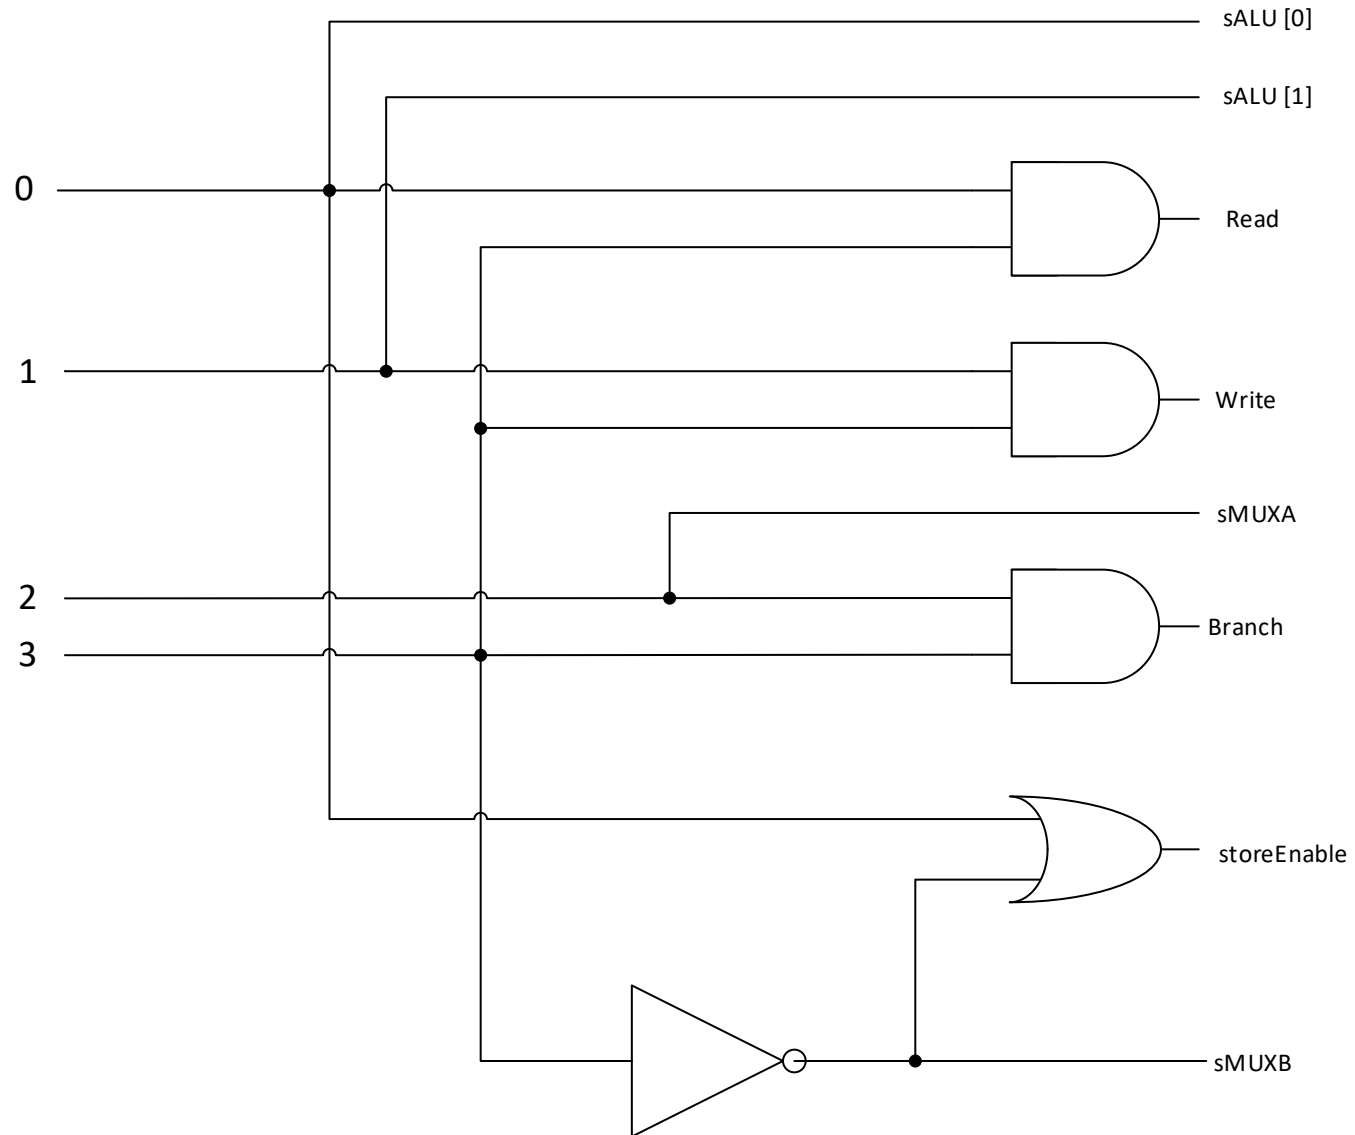 sALU [0]
sALU [1]
0
Read
1
Write
sMUXA
2
Branch
3
storeEnable
sMUXB